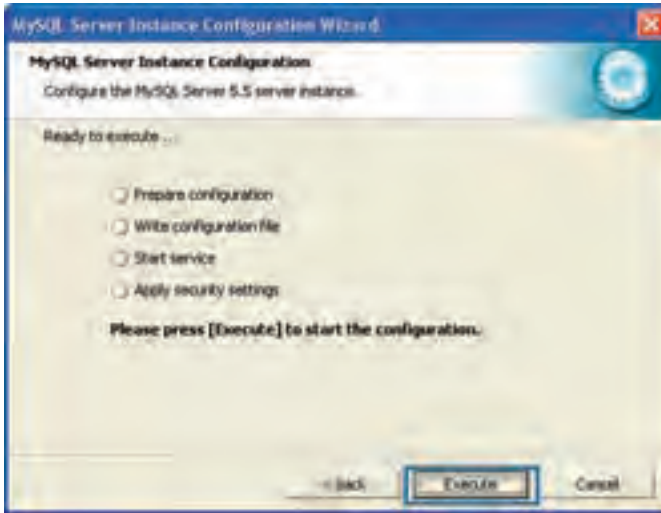 MySQL Server Instance Configuration Wizard
MySQL Server Instance Configuration
Configure the MySQL Server 5.5 server instance.
Ready to execute ...
Prepare configuration
Write configuration file
Start service
Apply security settings
Please press [Execute] to start the configuration.
< Back
Execute
Cancel